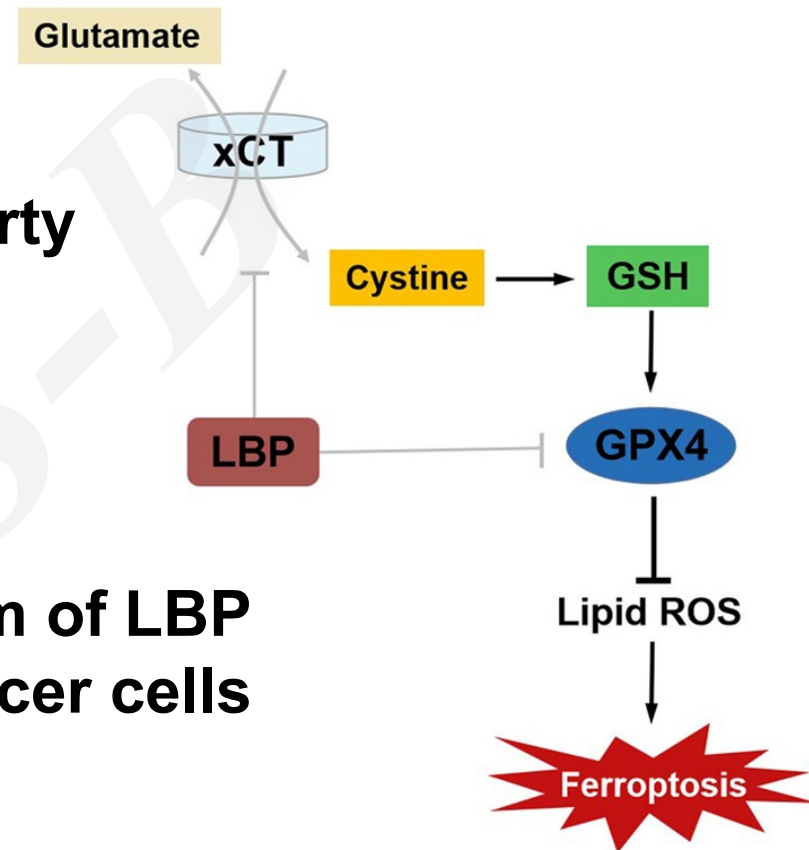 Glutamate
xCT
rty
Cystine
GSH
LBP
GPX4
m of LBP
Lipid ROS
cer cells
Ferroptosis